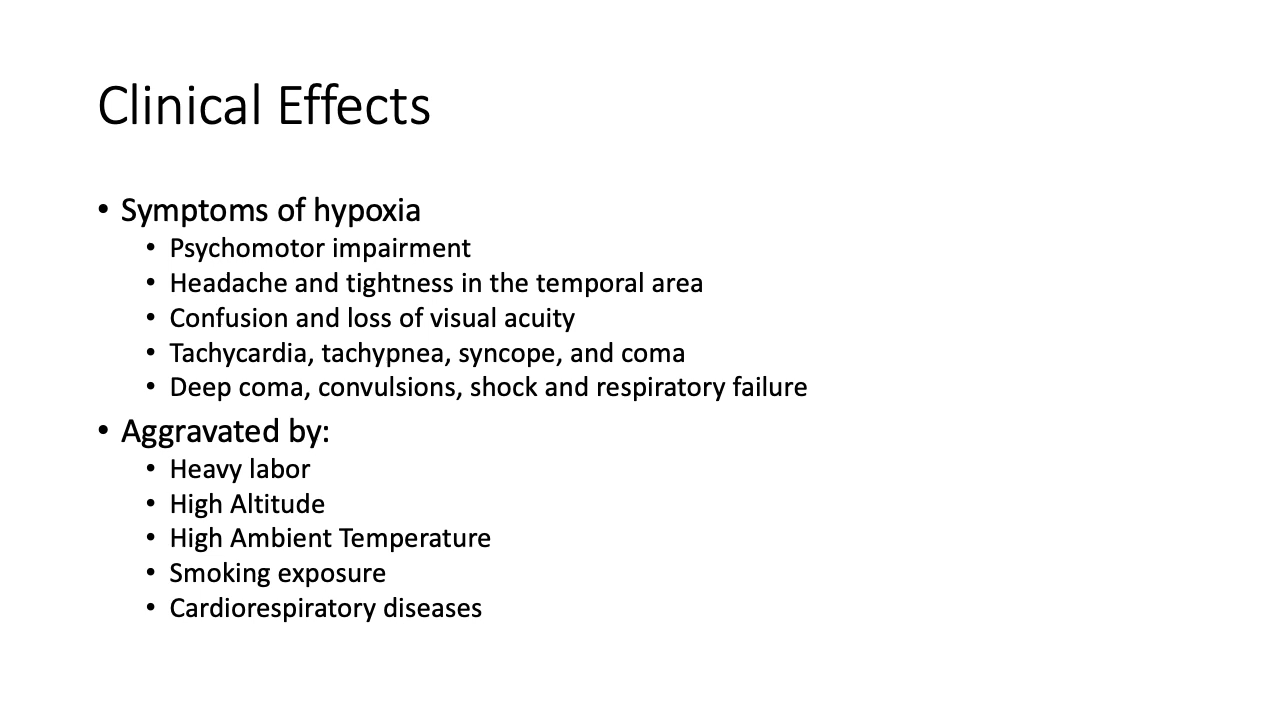 Clinical Effects
• Symptoms of hypoxia
• Psychomotor impairment
• Headache and tightness in the temporal area
• Confusion and loss of visual acuity
• Tachycardia, tachypnea, syncope, and coma
• Deep coma, convulsions, shock and respiratory failure
• Aggravated by:
• Heavy labor
• High Altitude
• High Ambient Temperature
• Smoking exposure
• Cardiorespiratory diseases